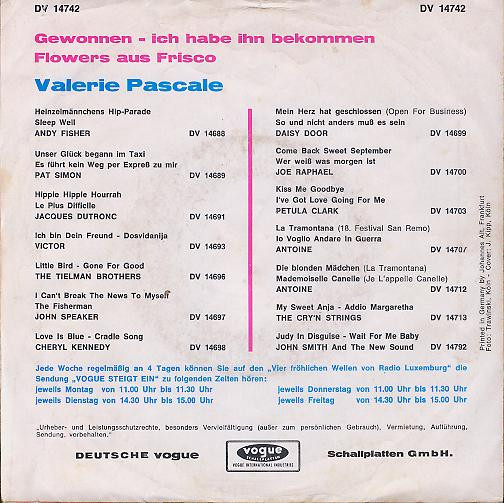 DV 14742
DV 14742
Gewonnen - ich habe ihn bekommen
Flowers aus Frisco
Valerie Pascale
Heinzelmännchens Hip-Parade
Sleep Well
ANDY FISHER DV 14688
Unser Glück begann im Taxi
Es führt kein Weg per Expreß zu mir
PAT SIMON DV 14689
Hippie Hippie Hourrah
Le Plus Difficile
JACQUES DUTRONC DV 14691
Ich bin Dein Freund - Dosvidanija
VICTOR DV 14693
Little Bird - Gone For Good
THE TIELMAN BROTHERS DV 14696
I Can't Break The News To Myself
The Fisherman
JOHN SPEAKER DV 14697
Love Is Blue - Cradle Song
CHERYL KENNEDY DV 14698
Mein Herz hat geschlossen (Open For Business)
So und nicht anders muß es sein
DAISY DOOR DV 14699
Come Back Sweet September
Wer weiß was morgen ist
JOE RAPHAEL DV 14700
Kiss Me Goodbye
I've Got Love Going For Me
PETULA CLARK DV 14703
La Tramontana (18. Festival San Remo)
Io Voglio Andare In Guerra
ANTOINE DV 14707
Die blonden Mädchen (La Tramontana)
Mademoiselle Canelle (Je L'appelle Canelle)
ANTOINE DV 14712
My Sweet Anja - Addio Margaretha
THE CRY'N STRINGS DV 14713
Judy In Disguise - Wait For Me Baby
JOHN SMITH And The New Sound DV 14792
Printed in Germany by Johannes Alt, Frankfurt
Foto: Trawinski, Köln - Cover: J. Kipp, Köln
Jede Woche regelmäßig an 4 Tagen können Sie auf den „Vier fröhlichen Wellen von Radio Luxemburg" die
Sendung „VOGUE STEIGT EIN" zu folgenden Zeiten hören:
jeweils Montag von 11.00 Uhr bis 11.30 Uhr
jeweils Donnerstag von 11.00 Uhr bis 11.30 Uhr
jeweils Dienstag von 14.30 Uhr bis 15.00 Uhr
jeweils Freitag von 14.30 Uhr bis 15.00 Uhr
„Urheber- und Leistungsschutzrechte, besonders Vervielfältigung (außer zum persönlichen Gebrauch), Vermietung, Aufführung,
Sendung, vorbehalten."
DEUTSCHE vogue
vogue
SCHALLPLATTEN
VOGUE INTERNATIONAL INDUSTRIES
Schallplatten GmbH.